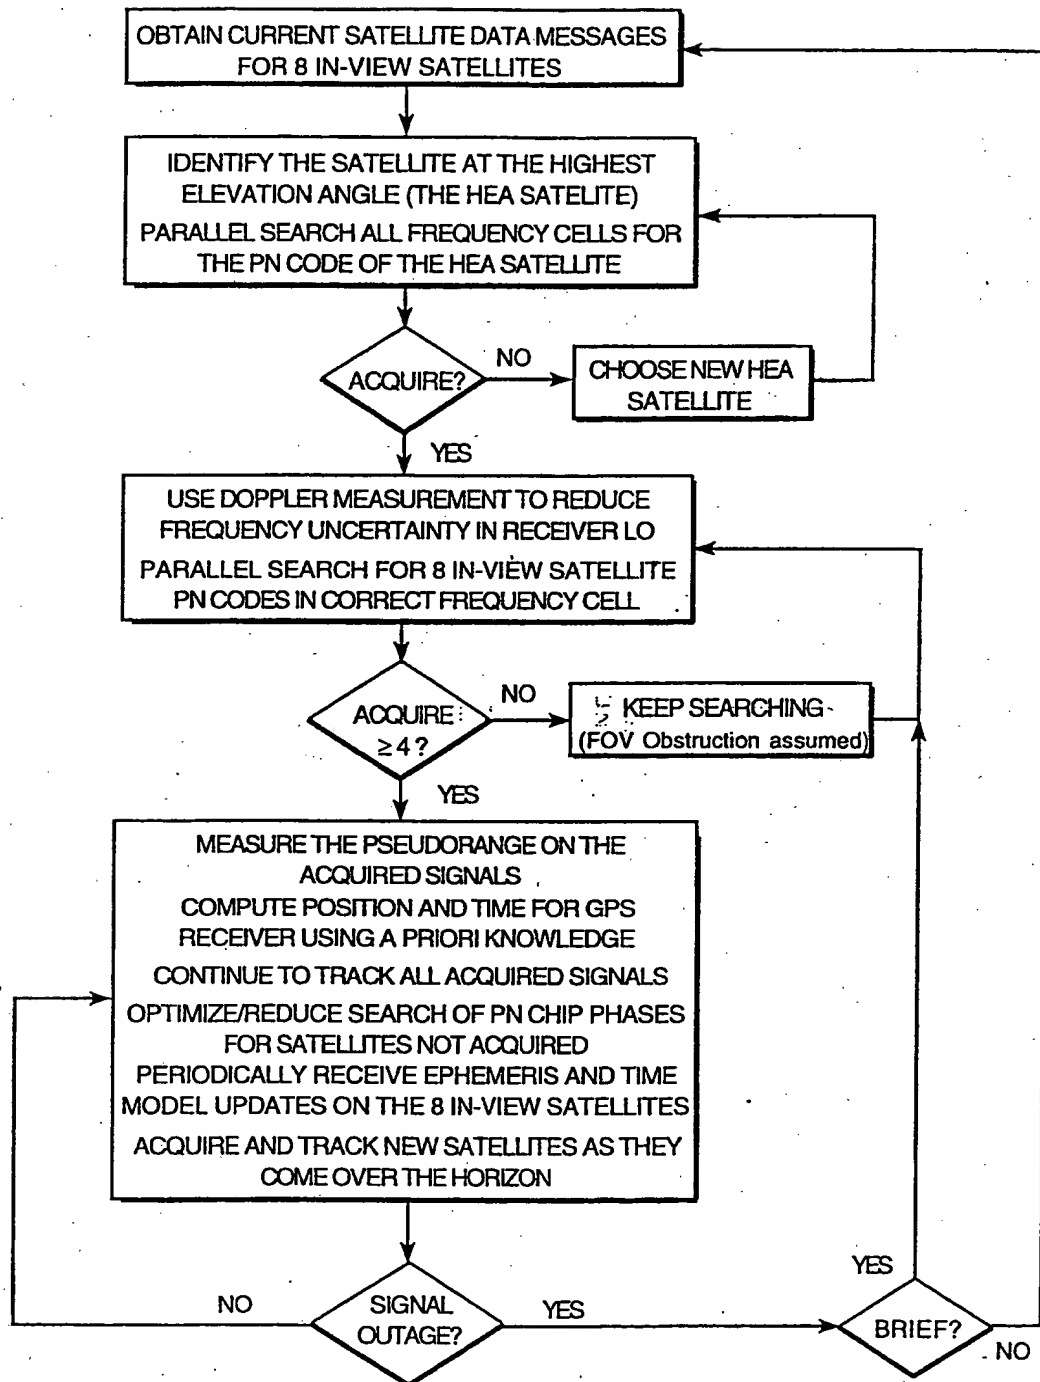 OBTAIN CURRENT SATELLITE DATA MESSAGES
FOR 8 IN-VIEW SATELLITES
IDENTIFY THE SATELLITE AT THE HIGHEST
ELEVATION ANGLE (THE HEA SATELITE)
PARALLEL SEARCH ALL FREQUENCY CELLS FOR
THE PN CODE OF THE HEA SATELLITE
ACQUIRE?
NO
CHOOSE NEW HEA
SATELLITE
YES
USE DOPPLER MEASUREMENT TO REDUCE
FREQUENCY UNCERTAINTY IN RECEIVER LO
PARALLEL SEARCH FOR 8 IN-VIEW SATELLITE
PN CODES IN CORRECT FREQUENCY CELL
ACQUIRE
≥4?
NO
KEEP SEARCHING
(FOV Obstruction assumed)
YES
MEASURE THE PSEUDORANGE ON THE
ACQUIRED SIGNALS
COMPUTE POSITION AND TIME FOR GPS
RECEIVER USING A PRIORI KNOWLEDGE
CONTINUE TO TRACK ALL ACQUIRED SIGNALS
OPTIMIZE/REDUCE SEARCH OF PN CHIP PHASES
FOR SATELLITES NOT ACQUIRED
PERIODICALLY RECEIVE EPHEMERIS AND TIME
MODEL UPDATES ON THE 8 IN-VIEW SATELLITES
ACQUIRE AND TRACK NEW SATELLITES AS THEY
COME OVER THE HORIZON
NO
SIGNAL
OUTAGE?
YES
YES
BRIEF?
NO